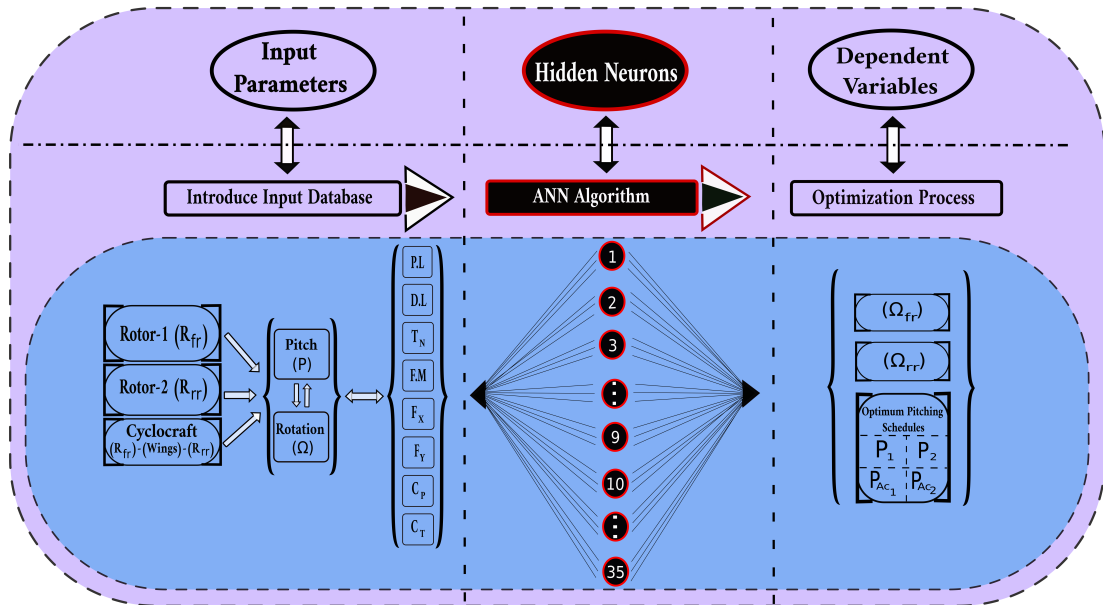 Input
Parameters
Hidden Neurons
Dependent
Variables
Introduce Input Database
ANN Algorithm
Optimization Process
Rotor-1 (Rfr)
Rotor-2 (Rrr)
Cyclocraft
(Rfr)-(Wings)-(Rrr)
Pitch
(P)
Rotation
(Ω)
P.L
D.L
TN
F.M
FX
FY
CP
CT
1
2
3
⋮
9
10
⋮
35
(Ωfr)
(Ωrr)
Optimum Pitching
Schedules
P1 P2
PAc1 PAc2